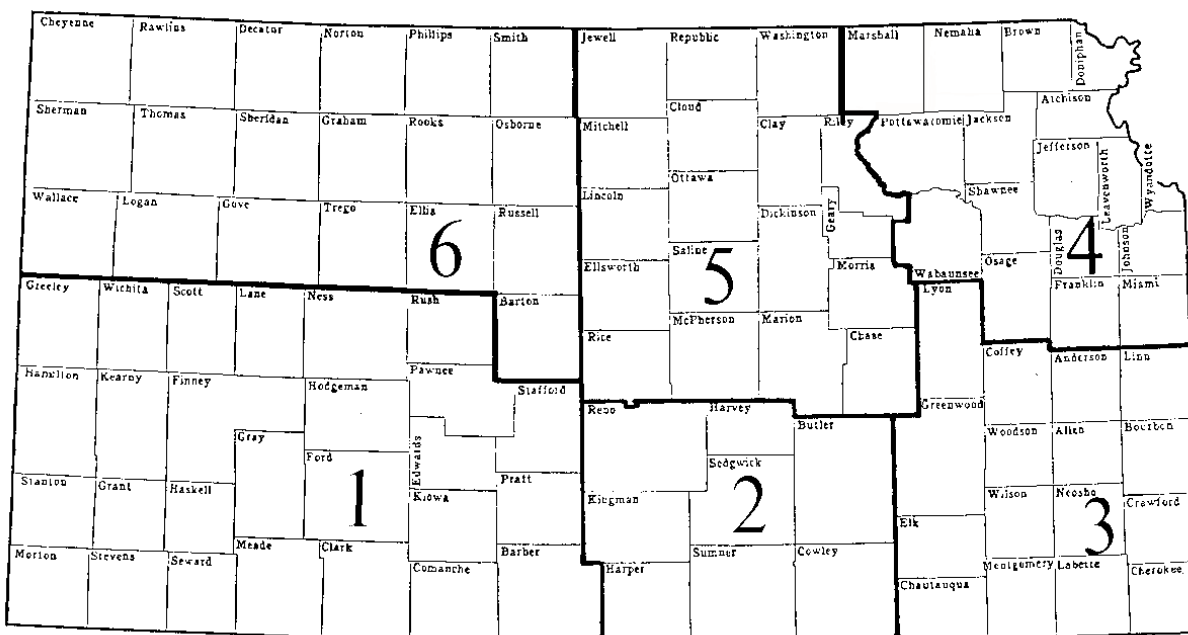 Cheyenne
Rawlins
Decatur
Norton
Phillips
Smith
Jewell
Republic
Washington
Marshall
Nemaha
Brown
Doniphan
Sherman
Thomas
Sheridan
Graham
Rooks
Osborne
Mitchell
Cloud
Clay
Riley
Pottawatomie
Jackson
Atchison
Jefferson
Leavenworth
Wyandotte
Wallace
Logan
Gove
Trego
Ellis
Russell
Lincoln
Ottawa
Dickinson
Geary
Shawnee
6
Saline
5
Ellsworth
Morris
Wabaunsee
Osage
Douglas
4
Johnson
Greeley
Wichita
Scott
Lane
Ness
Rush
Barton
Rice
McPherson
Marion
Chase
Lyon
Franklin
Miami
Hamilton
Kearny
Finney
Hodgeman
Pawnee
Stafford
Reno
Harvey
Butler
Greenwood
Coffey
Anderson
Linn
Gray
Ford
Edwards
Pratt
Kingman
Sedgwick
Woodson
Allen
Bourbon
Stanton
Grant
Haskell
1
Kiowa
2
Elk
Wilson
Neosho
Crawford
3
Morton
Stevens
Seward
Meade
Clark
Comanche
Barber
Harper
Sumner
Cowley
Chautauqua
Montgomery
Labette
Cherokee